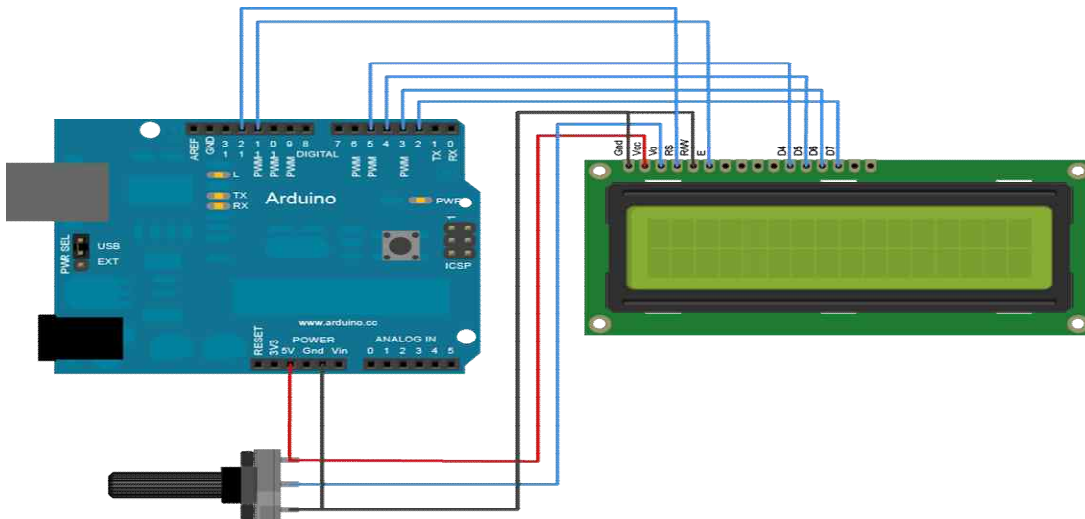 AREF
GND
13
12
11
10
9
8
7
6
5
4
3
2
1
0
PWM
PWM
PWM
DIGITAL
PWM
PWM
PWM
TX
RX
L
TX
RX
Arduino
PWR
1
ICSP
PWR SEL
USB
EXT
www.arduino.cc
POWER
ANALOG IN
RESET
3V3
5V
Gnd
Vin
0
1
2
3
4
5
Gnd
Vcc
Vo
RS
R/W
E
D4
D5
D6
D7